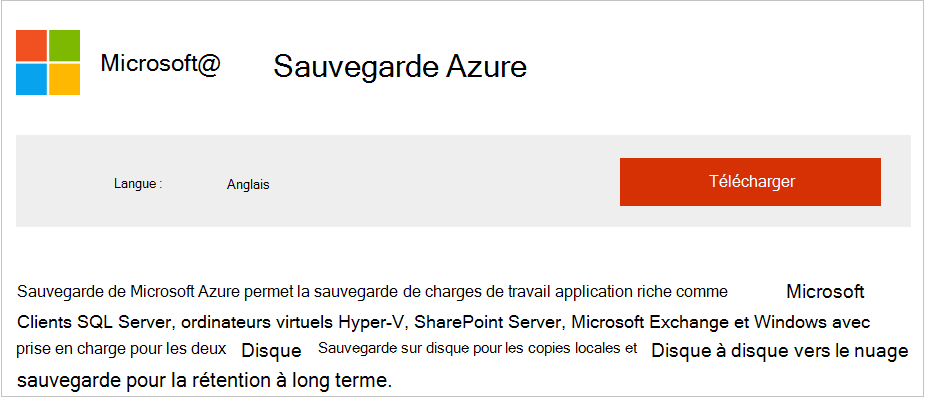 Microsoft@ Sauvegarde Azure
Langue : Anglais Télécharger
Sauvegarde de Microsoft Azure permet la sauvegarde de charges de travail application riche comme Microsoft
Clients SQL Server, ordinateurs virtuels Hyper-V, SharePoint Server, Microsoft Exchange et Windows avec
prise en charge pour les deux Disque Sauvegarde sur disque pour les copies locales et Disque à disque vers le nuage
sauvegarde pour la rétention à long terme.